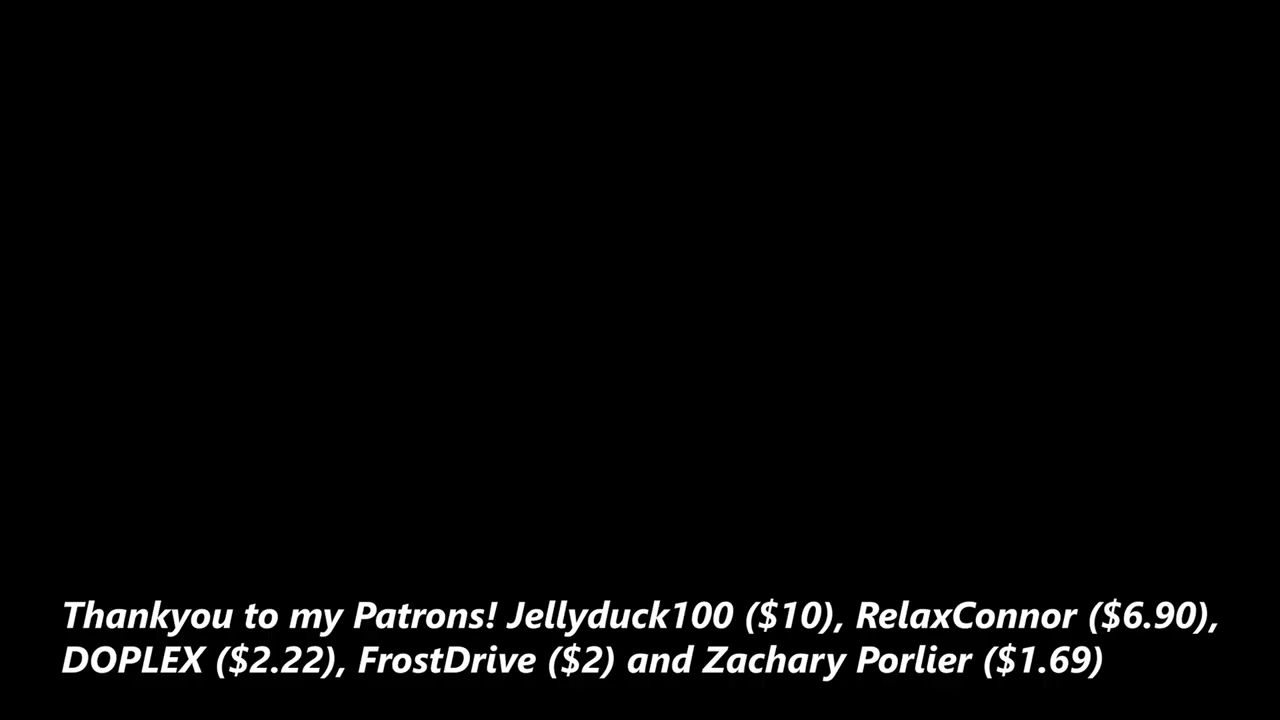 Thankyou to my Patrons! Jellyduck100 ($10), RelaxConnor ($6.90),
DOPLEX ($2.22), FrostDrive ($2) and Zachary Porlier ($1.69)